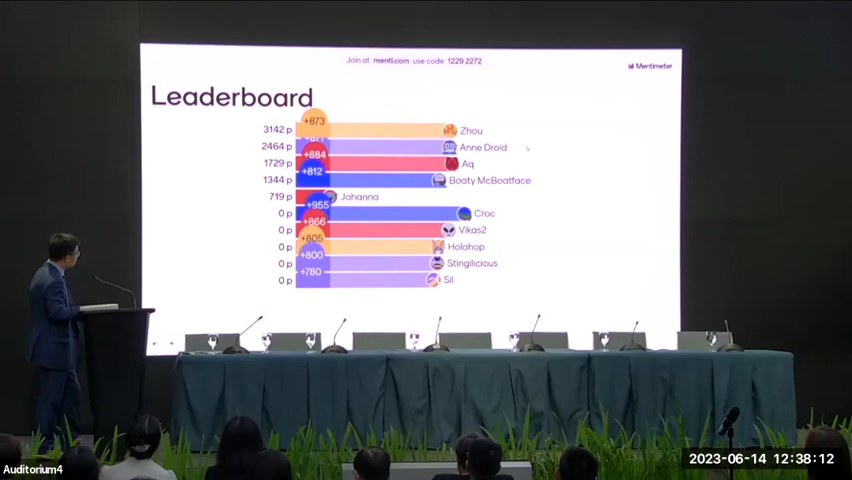 Join at menti.com use code 1229 2272
Mentimeter
Leaderboard
+873
3142 p Zhou
2464 p Anne Droid
+884
1729 p Aq
+812
1344 p Boaty McBoatface
719 p Johanna
+955
0 p Croc
+866
0 p Vikas2
+805
0 p Holahop
+800
0 p Stingilicious
+780
0 p Sil
Auditorium4
2023-06-14 12:38:12